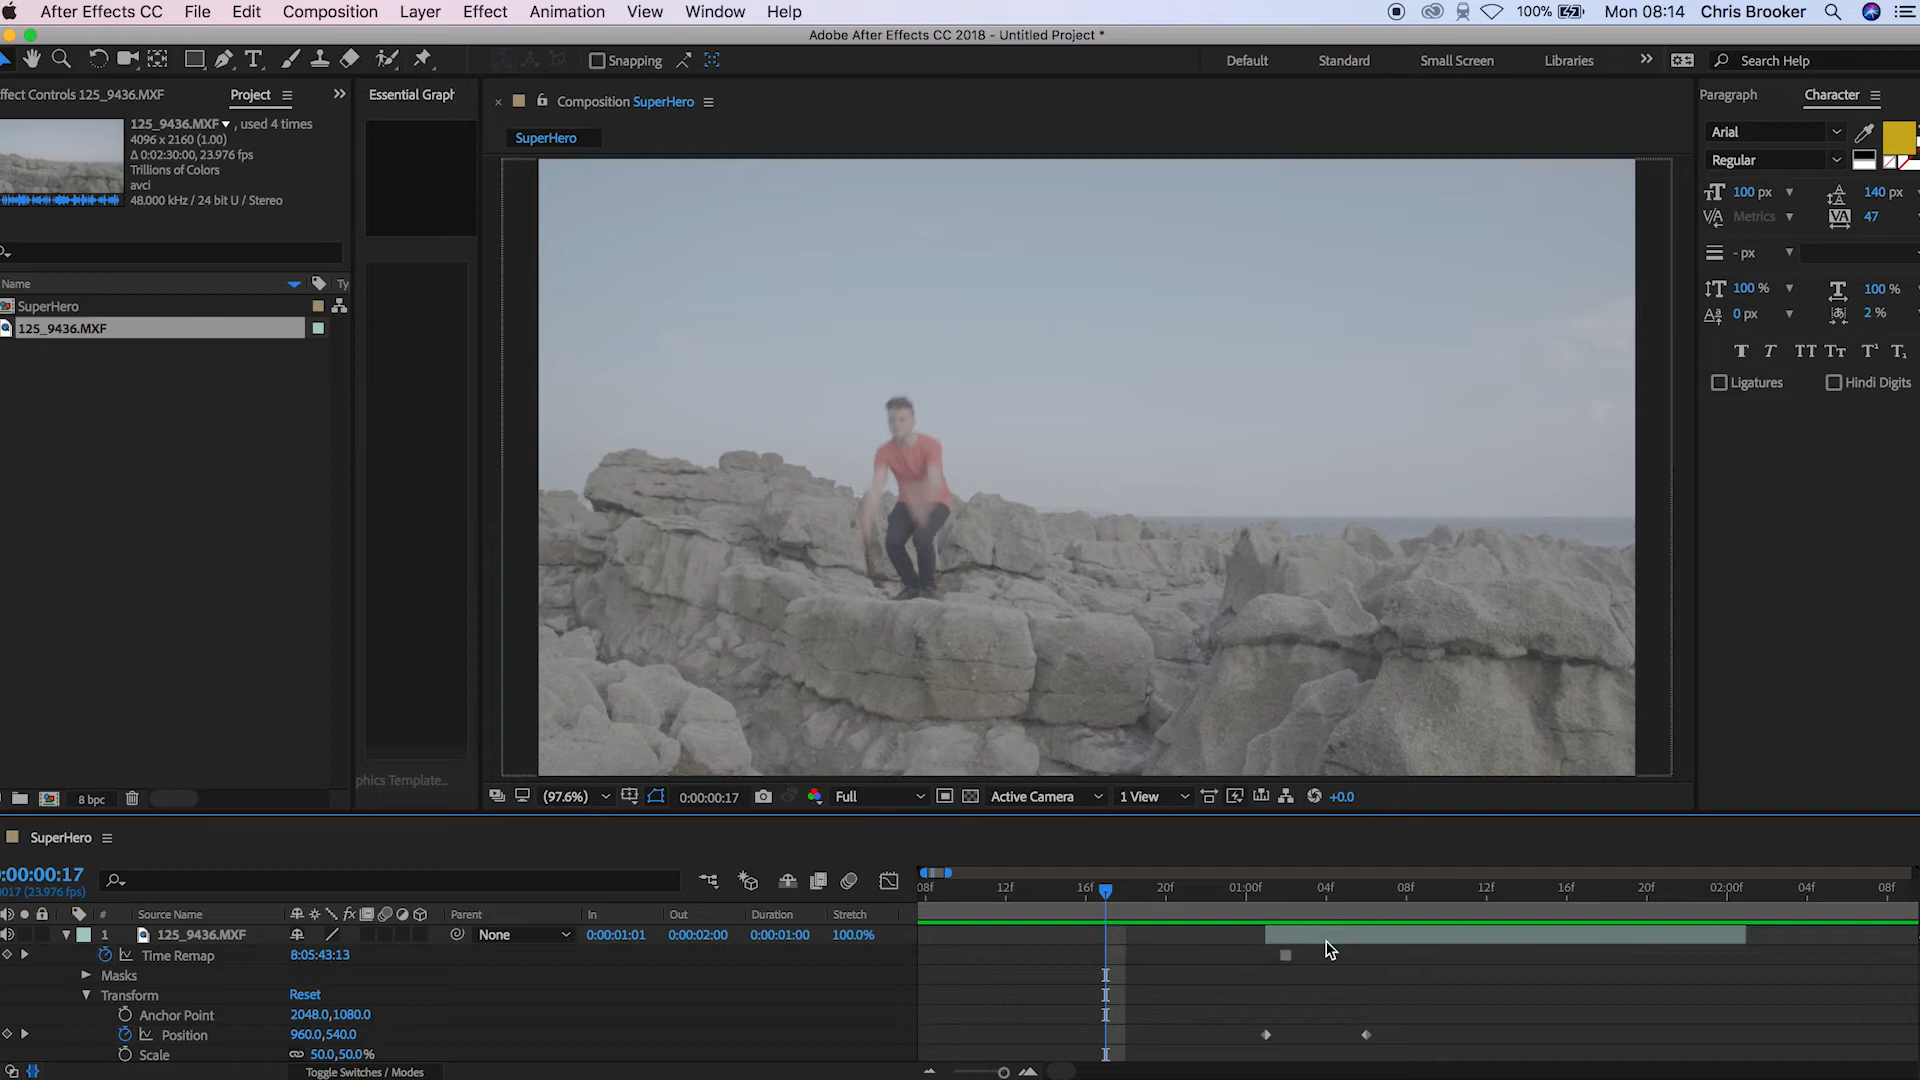 After Effects CC File Edit Composition Layer Effect Animation View Window Help 100% Mon 08:14 Chris Brooker
Adobe After Effects CC 2018 - Untitled Project *
T Snapping Default Standard Small Screen Libraries Search Help
ffect Controls 125_9436.MXF Project Essential Graph Composition SuperHero Paragraph Character
125_9436.MXF , used 4 times
4096 x 2160 (1.00)
Δ 0:02:30:00, 23.976 fps
Trillions of Colors
avci
48.000 kHz / 24 bit U / Stereo
SuperHero
Arial
Regular
100 px 140 px
Metrics 47
- px
100 % 100 %
0 px 2 %
T T TT Tт T¹ T₁
Ligatures Hindi Digits
Name Ty
SuperHero
125_9436.MXF
phics Template...
8 bpc (97.6%) 0:00:00:17 Full Active Camera 1 View +0.0
SuperHero
0:00:00:17
0017 (23.976 fps)
08f 12f 16f 20f 01:00f 04f 08f 12f 16f 20f 02:00f 04f 08f
# Source Name fx Parent In Out Duration Stretch
1 125_9436.MXF None 0:00:01:01 0:00:02:00 0:00:01:00 100.0%
Time Remap 8:05:43:13
Masks
Transform Reset
Anchor Point 2048.0,1080.0
Position 960.0,540.0
Scale 50.0,50.0%
Toggle Switches / Modes